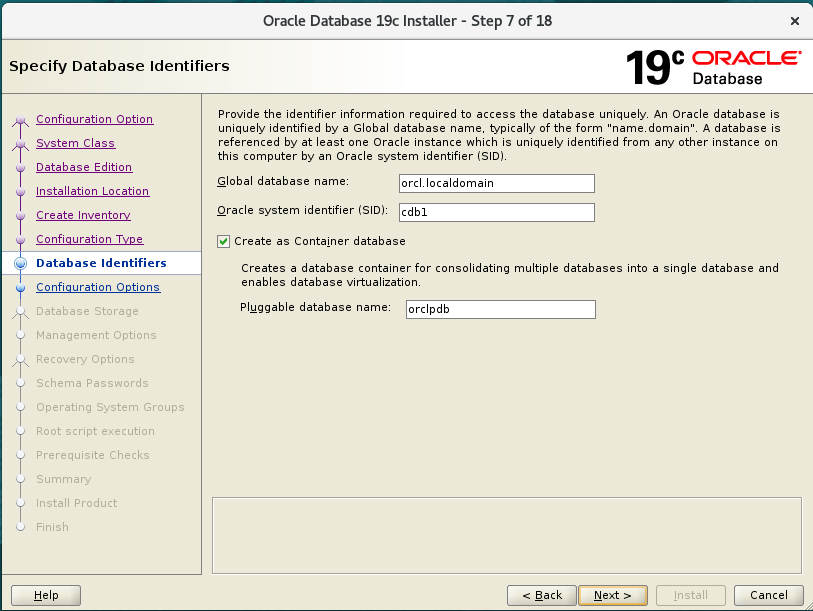 Oracle Database 19c Installer - Step 7 of 18
Specify Database Identifiers
19c ORACLE
Database
Configuration Option
System Class
Database Edition
Installation Location
Create Inventory
Configuration Type
Database Identifiers
Configuration Options
Database Storage
Management Options
Recovery Options
Schema Passwords
Operating System Groups
Root script execution
Prerequisite Checks
Summary
Install Product
Finish
Provide the identifier information required to access the database uniquely. An Oracle database is
uniquely identified by a Global database name, typically of the form "name.domain". A database is
referenced by at least one Oracle instance which is uniquely identified from any other instance on
this computer by an Oracle system identifier (SID).
Global database name: orcl.localdomain
Oracle system identifier (SID): cdb1
Create as Container database
Creates a database container for consolidating multiple databases into a single database and
enables database virtualization.
Pluggable database name: orclpdb
Help < Back Next > Install Cancel